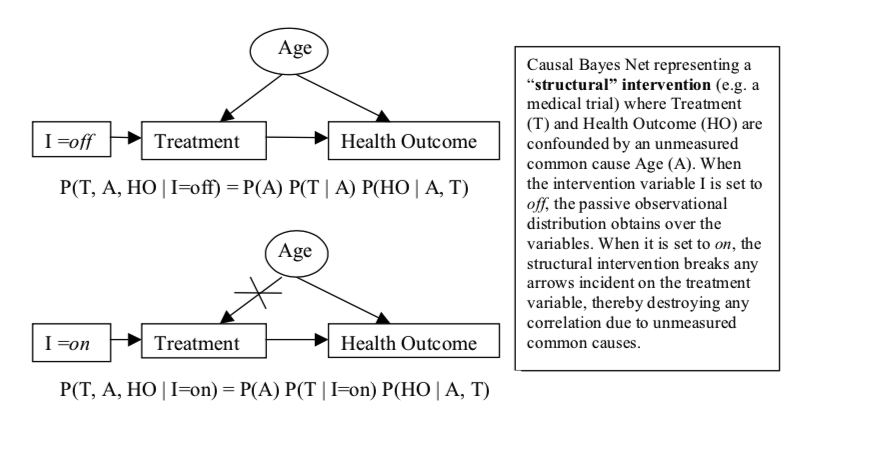 Age
I =off
Treatment
Health Outcome
P(T, A, HO | I=off) = P(A) P(T | A) P(HO | A, T)
Age
I =on
Treatment
Health Outcome
P(T, A, HO | I=on) = P(A) P(T | I=on) P(HO | A, T)
Causal Bayes Net representing a
“structural” intervention (e.g. a
medical trial) where Treatment
(T) and Health Outcome (HO) are
confounded by an unmeasured
common cause Age (A). When
the intervention variable I is set to
off, the passive observational
distribution obtains over the
variables. When it is set to on, the
structural intervention breaks any
arrows incident on the treatment
variable, thereby destroying any
correlation due to unmeasured
common causes.